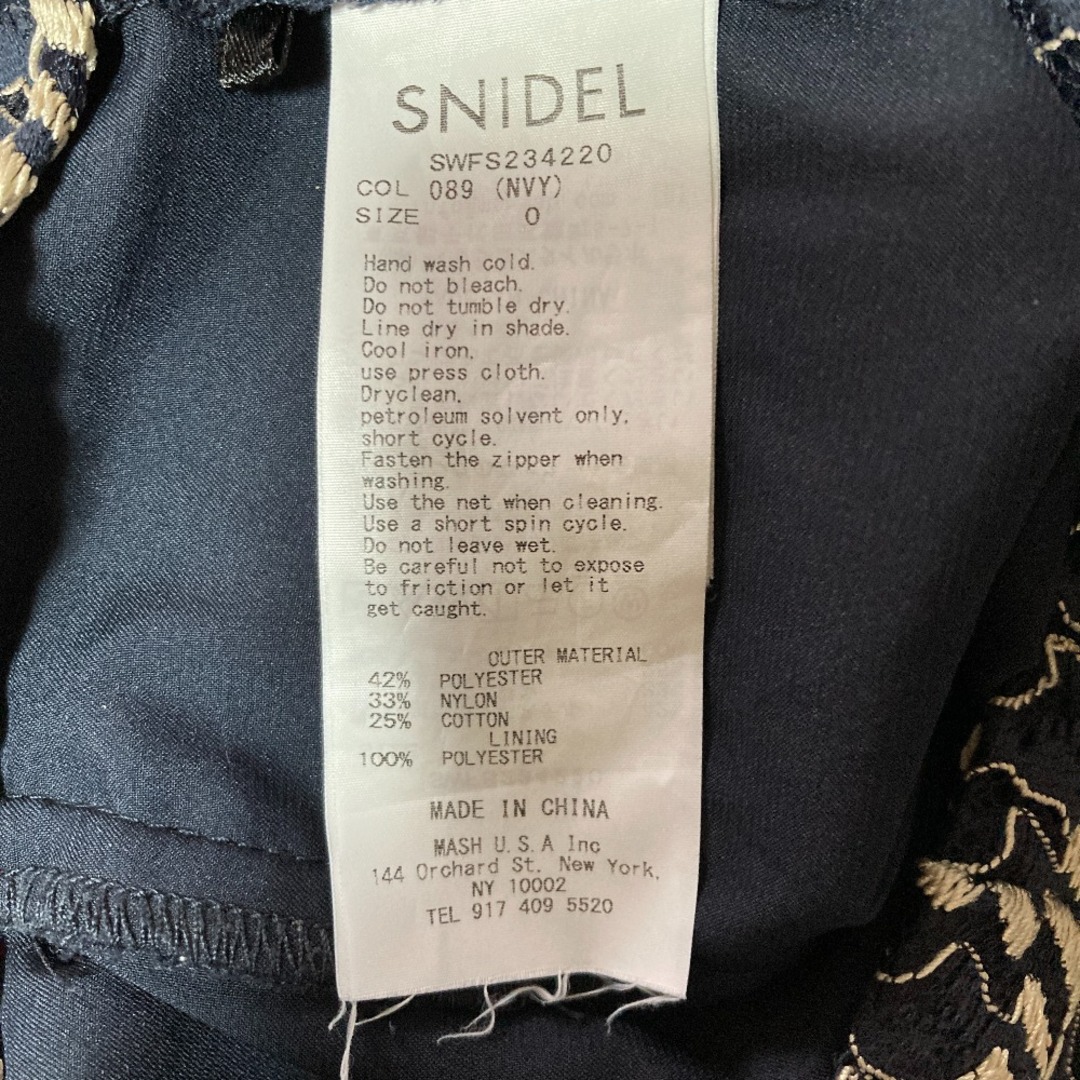 SNIDEL
SWFS234220
COL 089 (NVY)
SIZE 0
Hand wash cold.
Do not bleach.
Do not tumble dry.
Line dry in shade.
Cool iron,
use press cloth.
Dryclean,
petroleum solvent only,
short cycle.
Fasten the zipper when
washing.
Use the net when cleaning.
Use a short spin cycle.
Do not leave wet.
Be careful not to expose
to friction or let it
get caught.
OUTER MATERIAL
42% POLYESTER
33% NYLON
25% COTTON
LINING
100% POLYESTER
MADE IN CHINA
MASH U.S.A Inc
144 Orchard St. New York,
NY 10002
TEL 917 409 5520